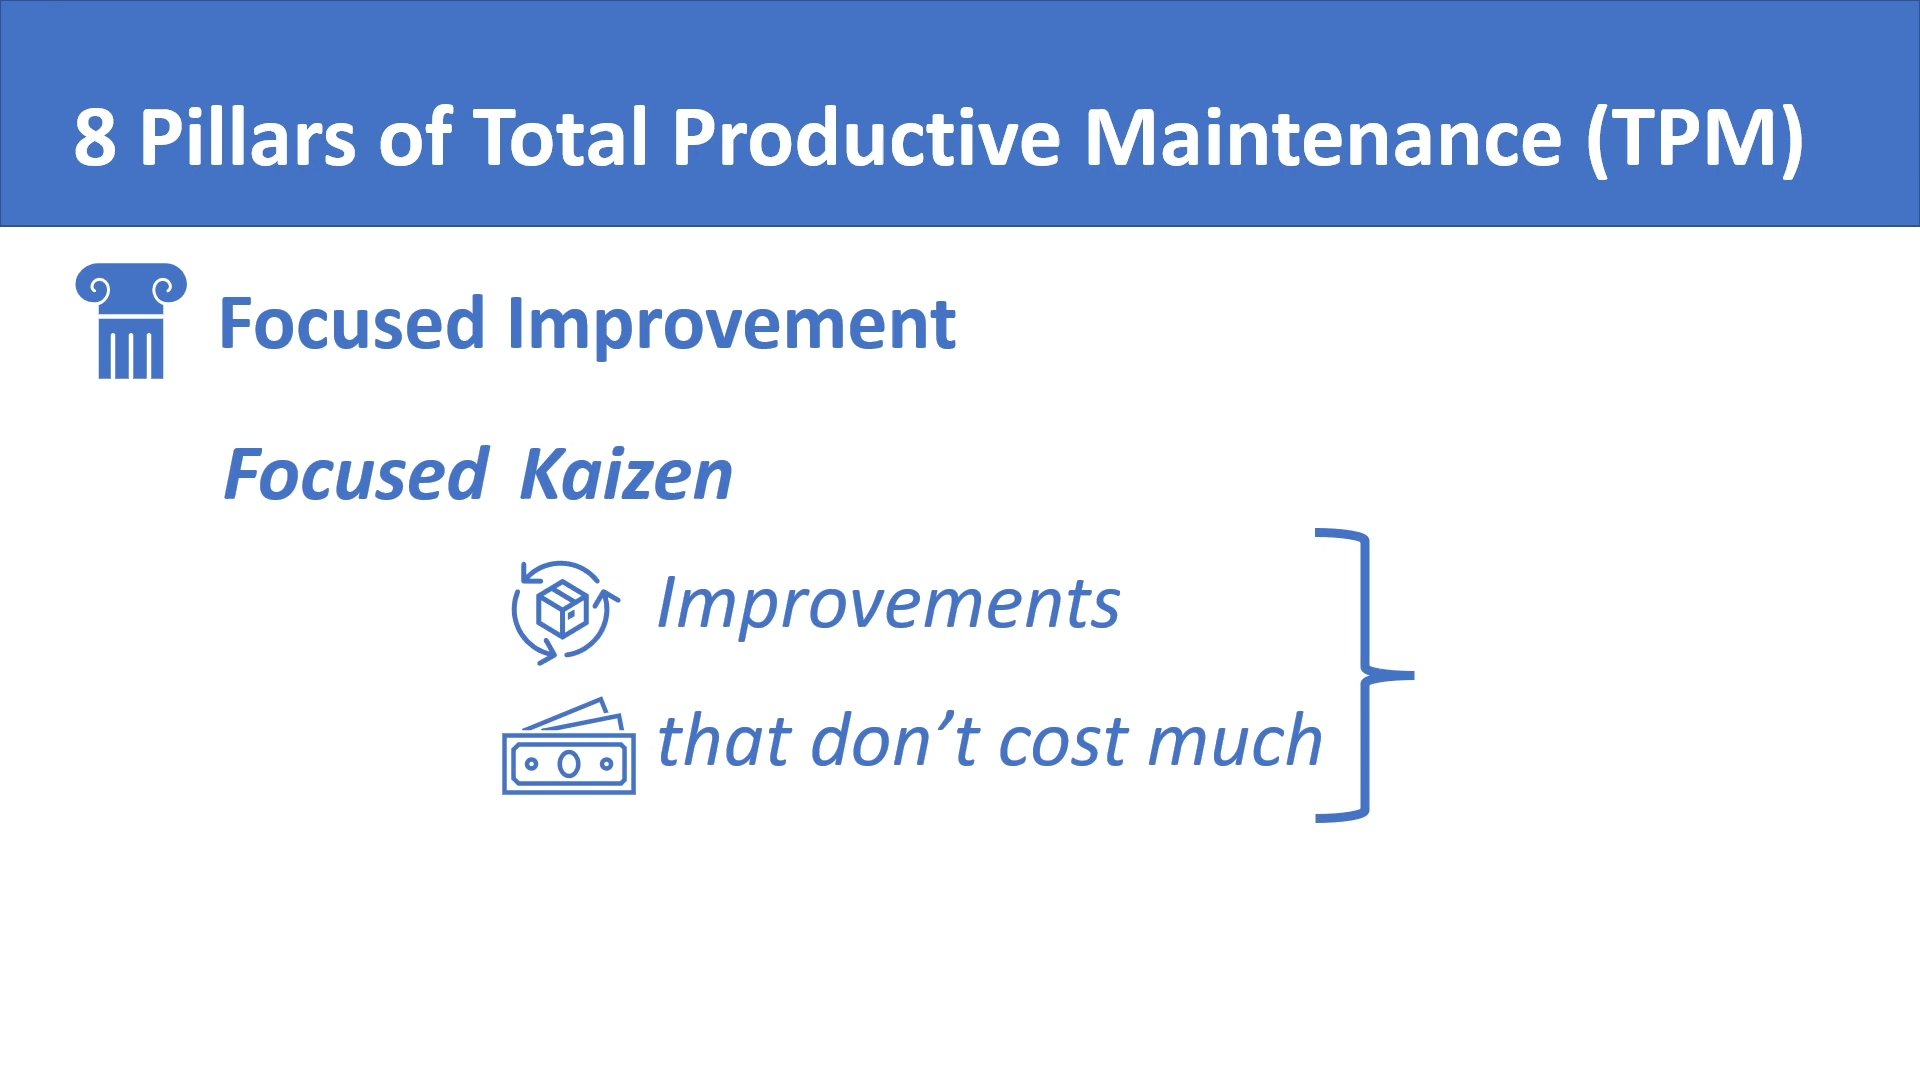 8 Pillars of Total Productive Maintenance (TPM)
Focused Improvement
Focused Kaizen
Improvements
that don’t cost much